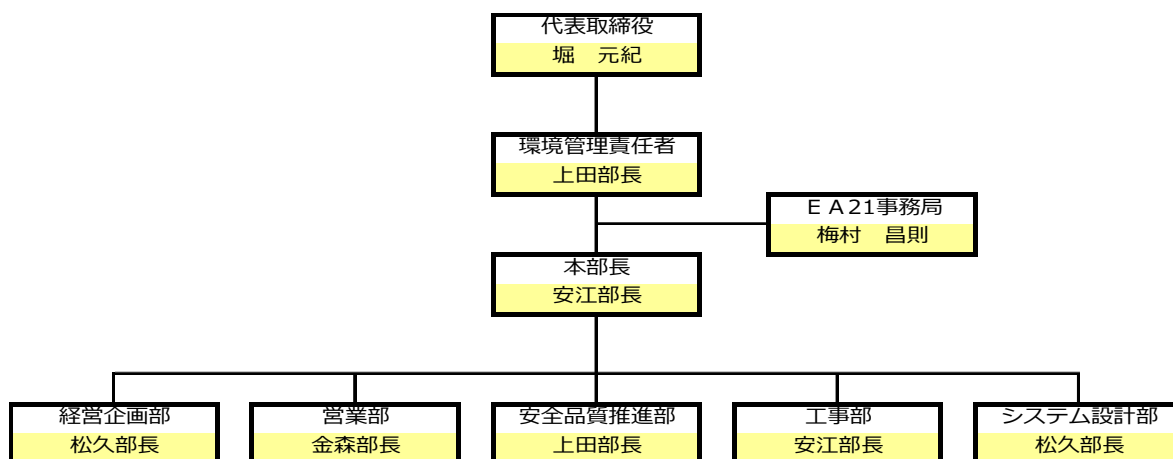 代表取締役
堀　元紀
環境管理責任者
上田部長
ＥＡ21事務局
梅村　昌則
本部長
安江部長
経営企画部
松久部長
営業部
金森部長
安全品質推進部
上田部長
工事部
安江部長
システム設計部
松久部長